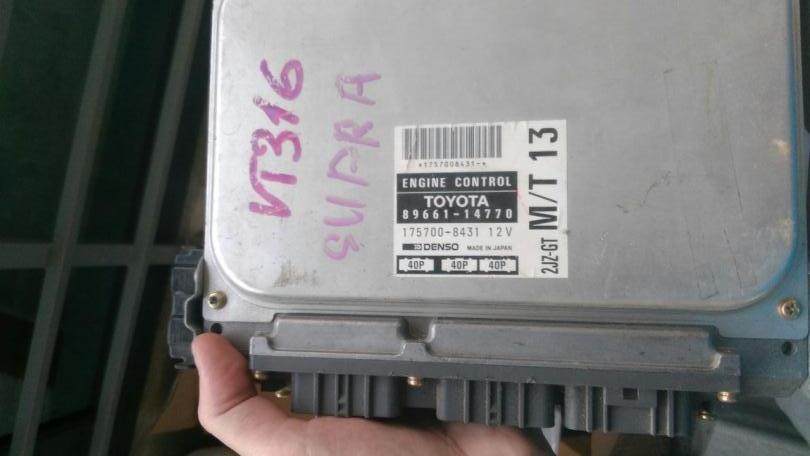 VT316
SUPRA
*1757008431-*
ENGINE CONTROL
TOYOTA
89661-14770
175700-8431 12V
DENSO MADE IN JAPAN
40P 40P 40P
2JZ-GT M/T 13